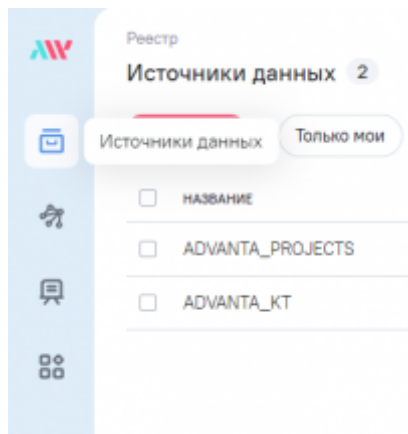 Реестр
Источники данных 2
Источники данных
Только мои
НАЗВАНИЕ
ADVANTA_PROJECTS
ADVANTA_KT